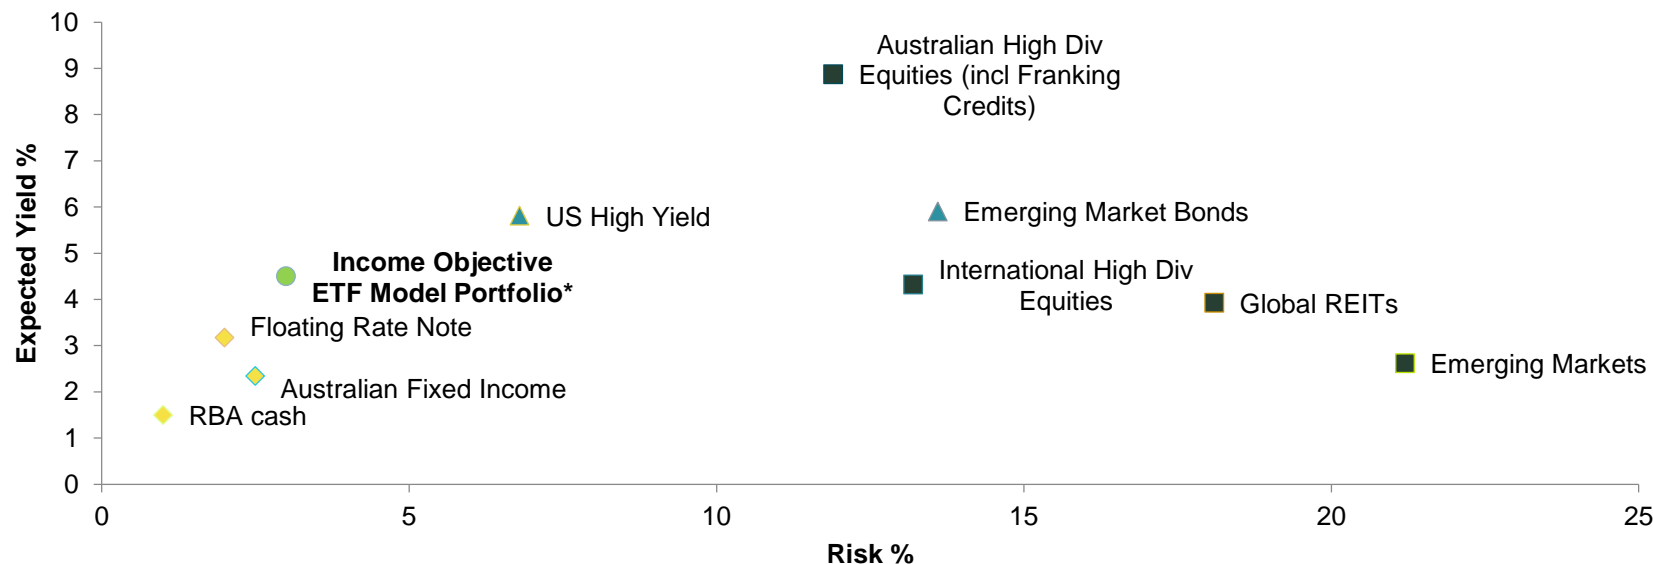 10
9
8
7
6
5
4
3
2
1
0
Expected Yield %
Australian High Div
Equities (incl Franking
Credits)
US High Yield
Emerging Market Bonds
Income Objective
ETF Model Portfolio*
International High Div
Equities
Global REITs
Floating Rate Note
Emerging Markets
Australian Fixed Income
RBA cash
0
5
10
15
20
25
Risk %